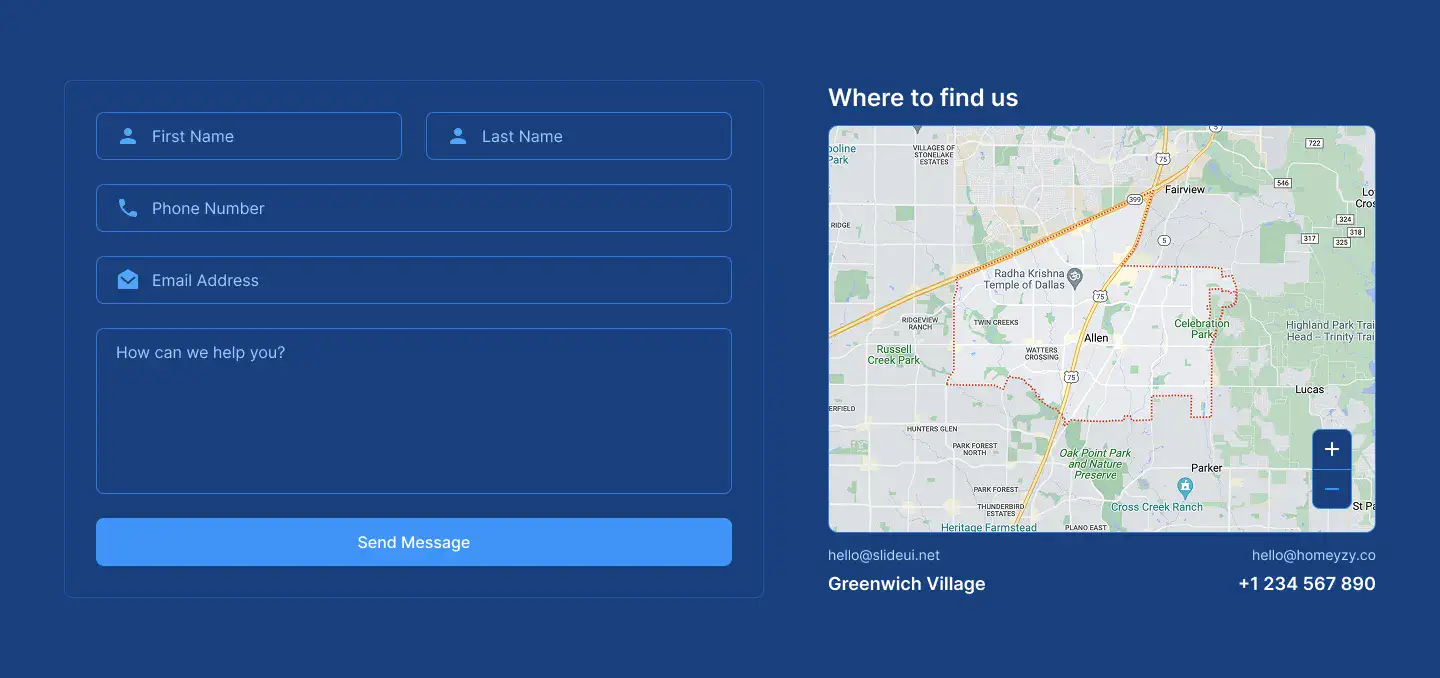 First Name
Last Name
Phone Number
Email Address
How can we help you?
Send Message
Where to find us
5
722
poline
Park
VILLAGES OF
STONELAKE
ESTATES
75
546
Fairview
399
Lo
Cros
324
RIDGE
318
317
325
5
Radha Krishna
Temple of Dallas
75
RIDGEVIEW
RANCH
TWIN CREEKS
Celebration
Park
Highland Park Trai
Head – Trinity Trai
Allen
Russell
Creek Park
WATTERS
CROSSING
75
Lucas
ERFIELD
HUNTERS GLEN
PARK FOREST
NORTH
Oak Point Park
and Nature
Preserve
Parker
+
−
PARK FOREST
THUNDERBIRD
ESTATES
Cross Creek Ranch
St Pa
Heritage Farmstead
PLANO EAST
hello@slideui.net
hello@homeyzy.co
Greenwich Village
+1 234 567 890